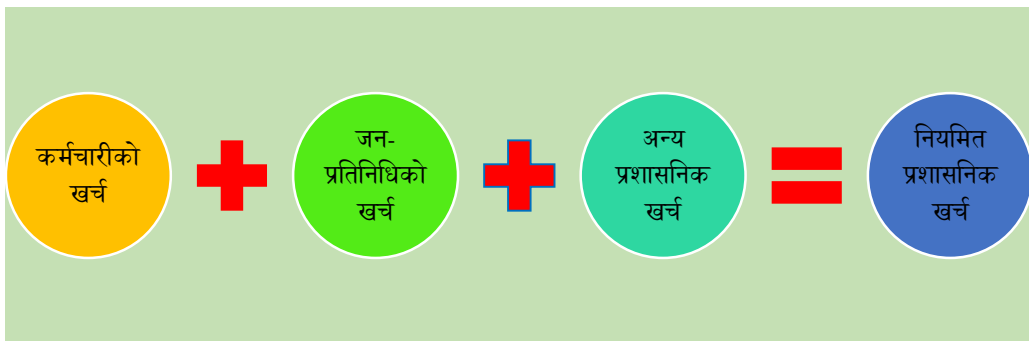 कर्मचारीको
खर्च
जन-
प्रतिनिधिको
खर्च
अन्य
प्रशासनिक
खर्च
नियमित
प्रशासनिक
खर्च